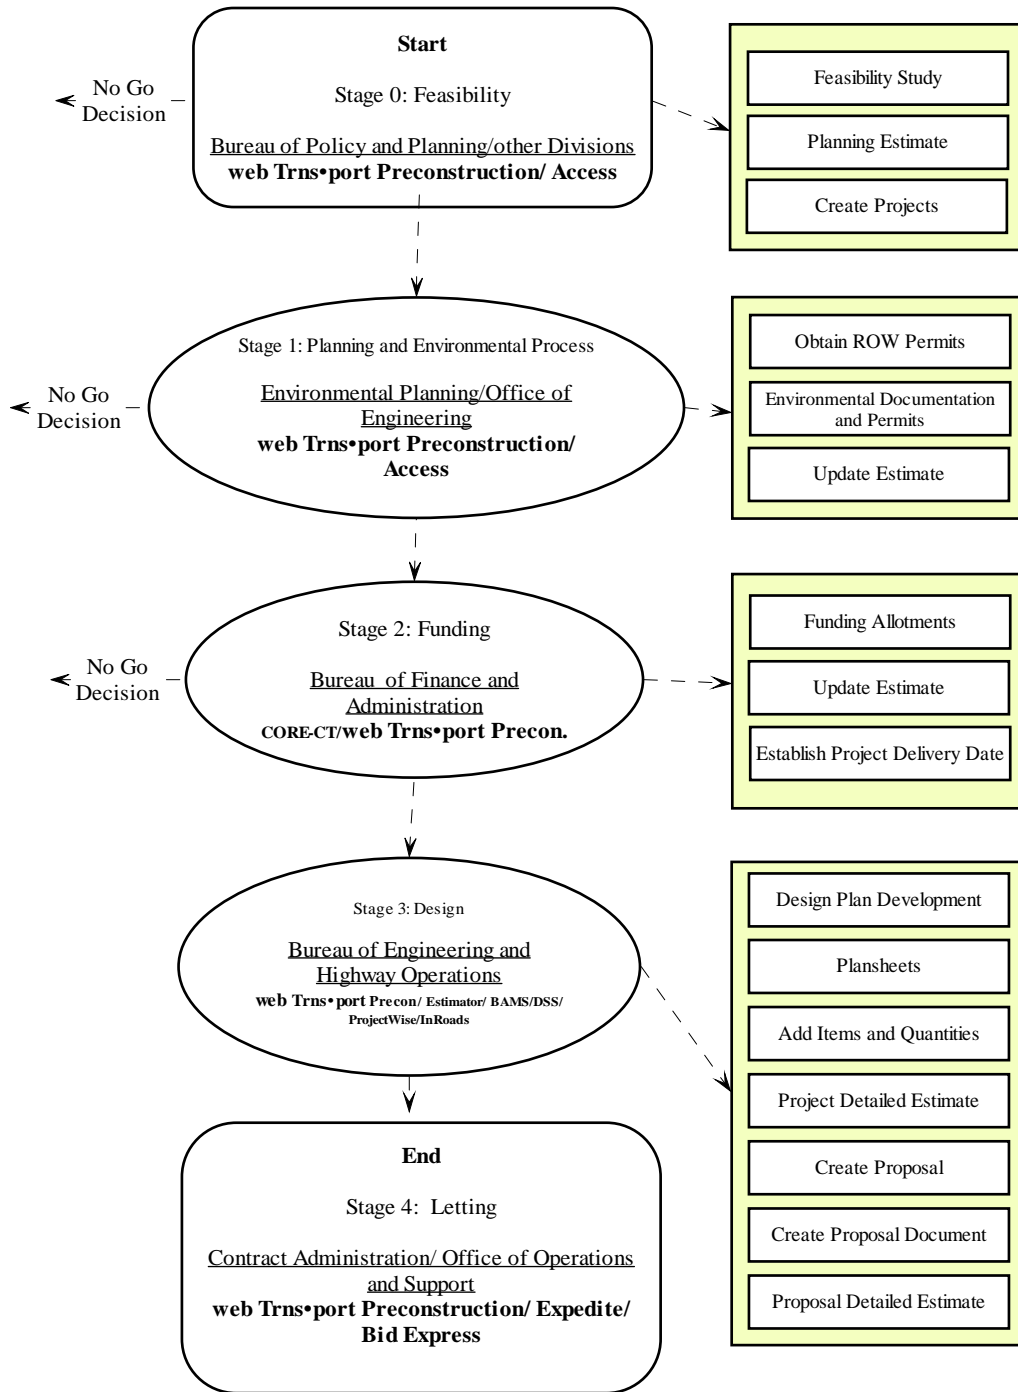 Start
Stage 0: Feasibility
Bureau of Policy and Planning/other Divisions
web Trns•port Preconstruction/ Access
No Go
Decision
Feasibility Study
Planning Estimate
Create Projects
Stage 1: Planning and Environmental Process
Environmental Planning/Office of
Engineering
web Trns•port Preconstruction/
Access
No Go
Decision
Obtain ROW Permits
Environmental Documentation
and Permits
Update Estimate
Stage 2: Funding
Bureau of Finance and
Administration
CORE-CT/web Trns•port Precon.
No Go
Decision
Funding Allotments
Update Estimate
Establish Project Delivery Date
Stage 3: Design
Bureau of Engineering and
Highway Operations
web Trns•port Precon/ Estimator/ BAMS/DSS/
ProjectWise/InRoads
Design Plan Development
Plansheets
Add Items and Quantities
Project Detailed Estimate
Create Proposal
Create Proposal Document
Proposal Detailed Estimate
End
Stage 4: Letting
Contract Administration/ Office of Operations
and Support
web Trns•port Preconstruction/ Expedite/
Bid Express